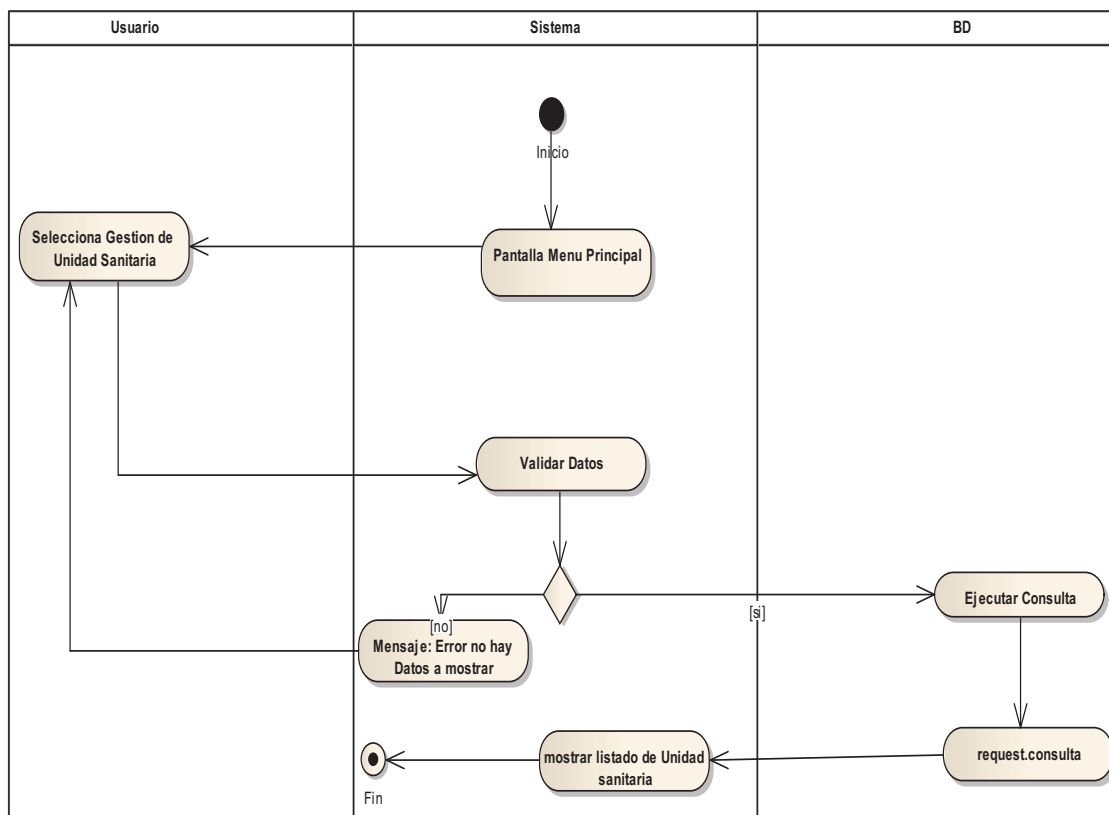 Usuario
Sistema
BD
Inicio
Selecciona Gestion de
Unidad Sanitaria
Pantalla Menu Principal
Validar Datos
[no]
[si]
Ejecutar Consulta
Mensaje: Error no hay
Datos a mostrar
mostrar listado de Unidad
sanitaria
request.consulta
Fin